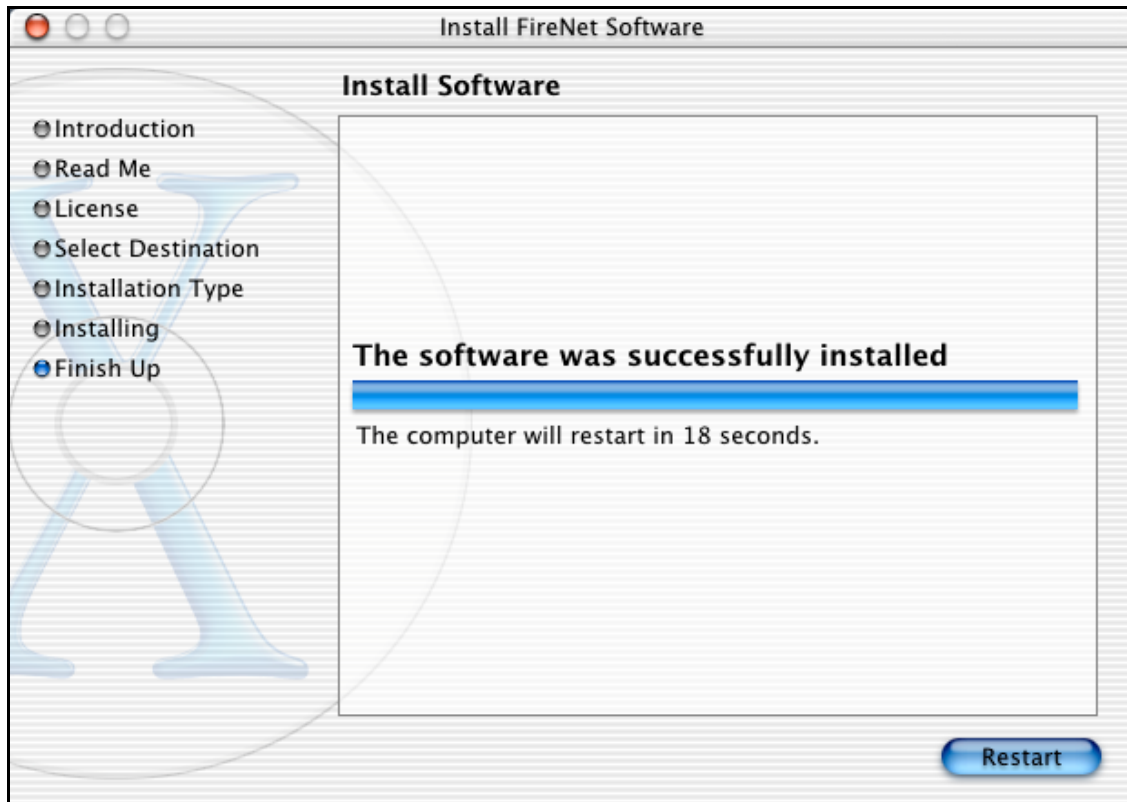 Install FireNet Software
Install Software
Introduction
Read Me
License
Select Destination
Installation Type
Installing
Finish Up
The software was successfully installed
The computer will restart in 18 seconds.
Restart